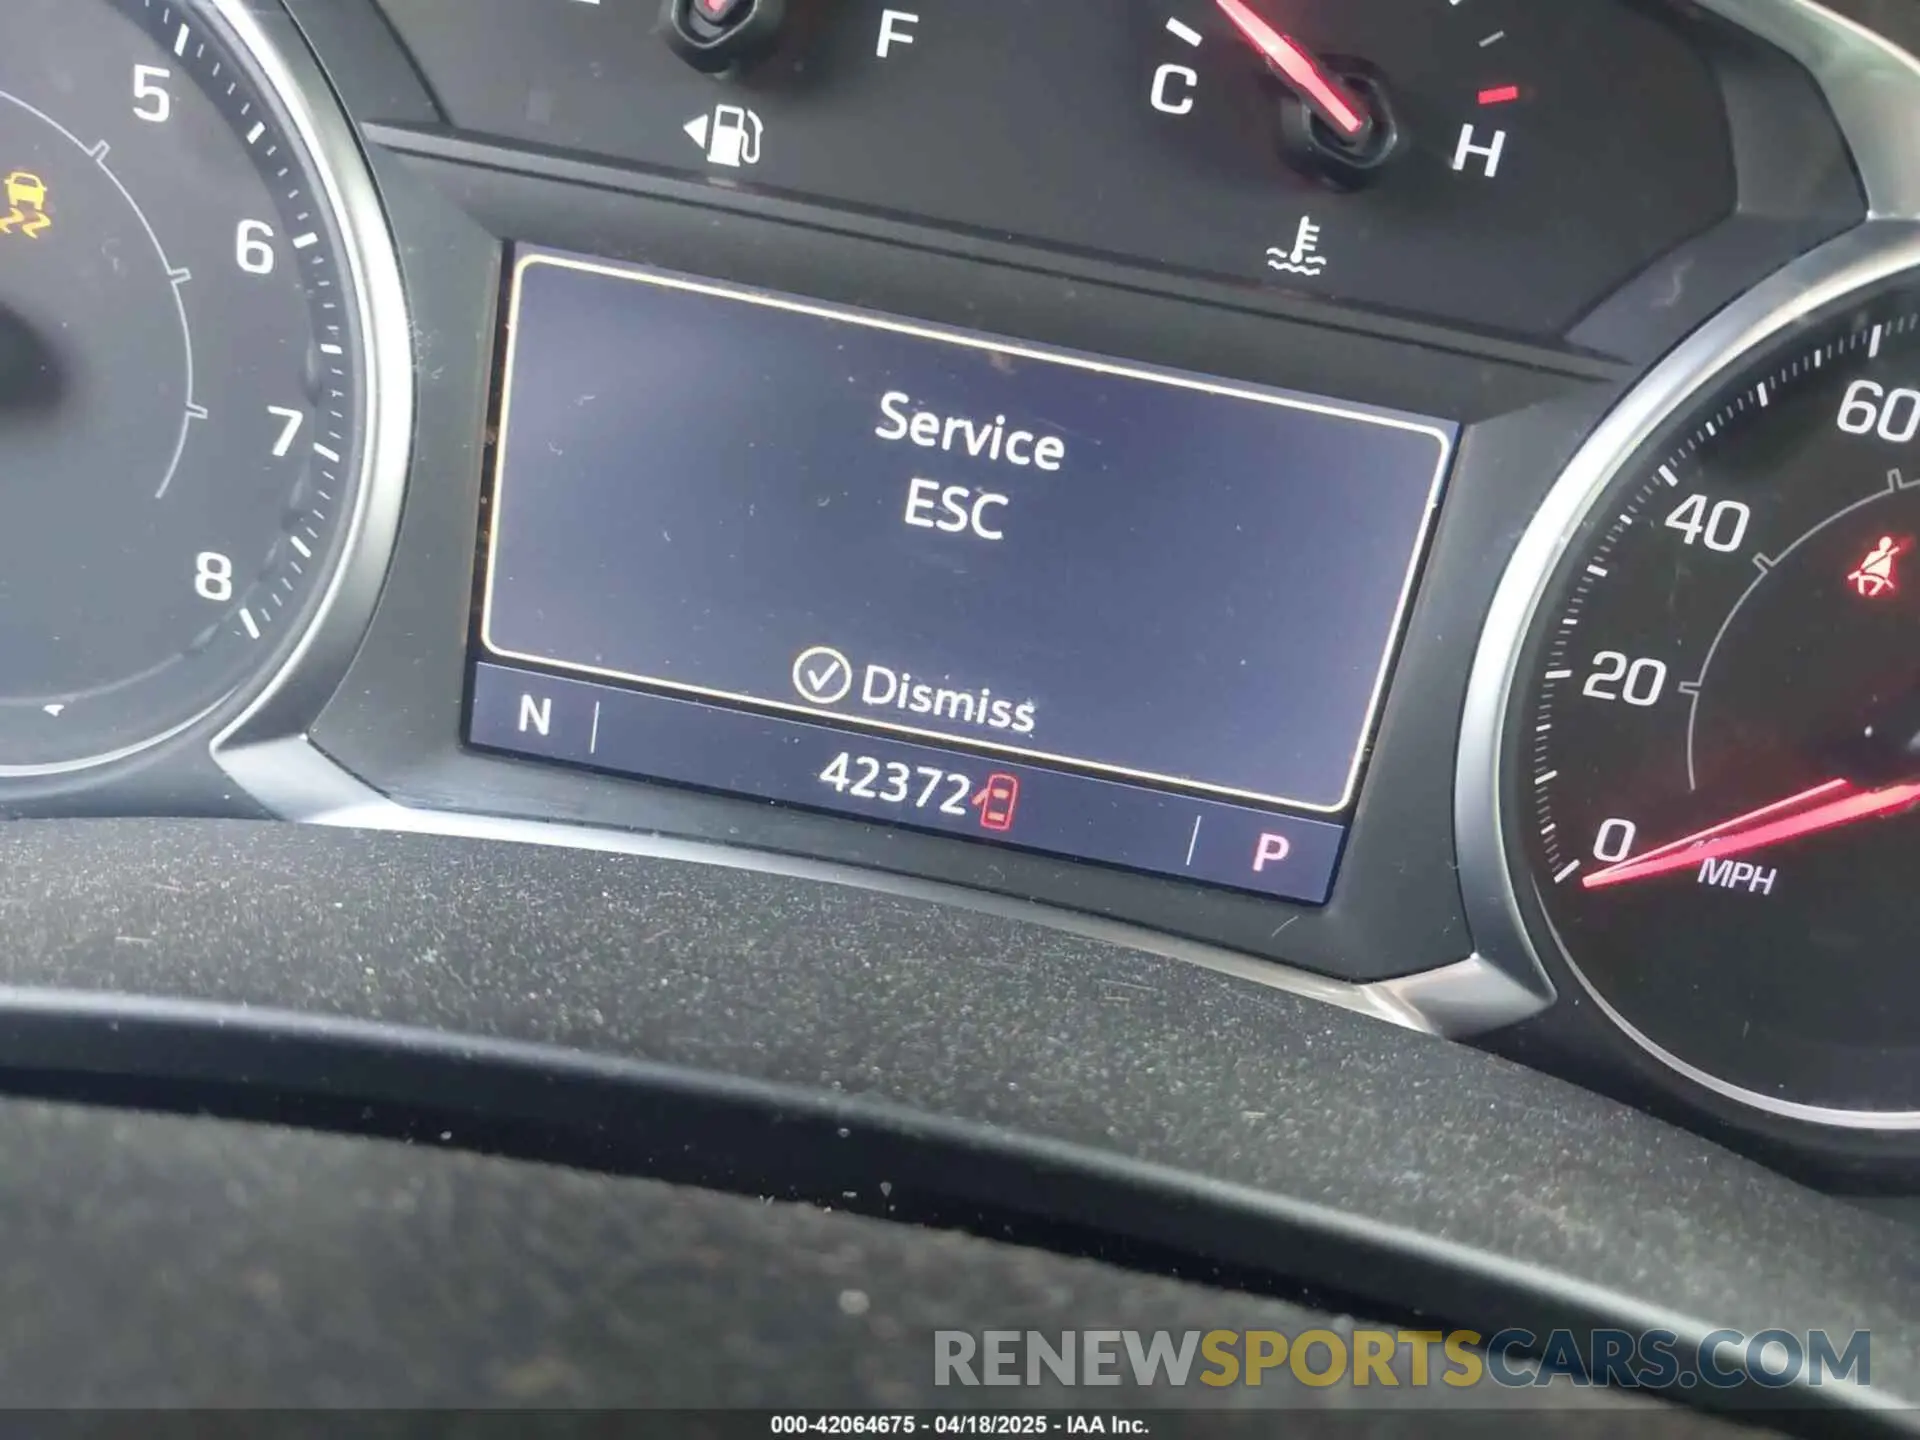 F
C
H
5
6
7
8
Service
ESC
Dismiss
N
42372
P
60
40
20
0
MPH
RENEWSPORTSCARS.COM
000-42064675 - 04/18/2025 - IAA Inc.